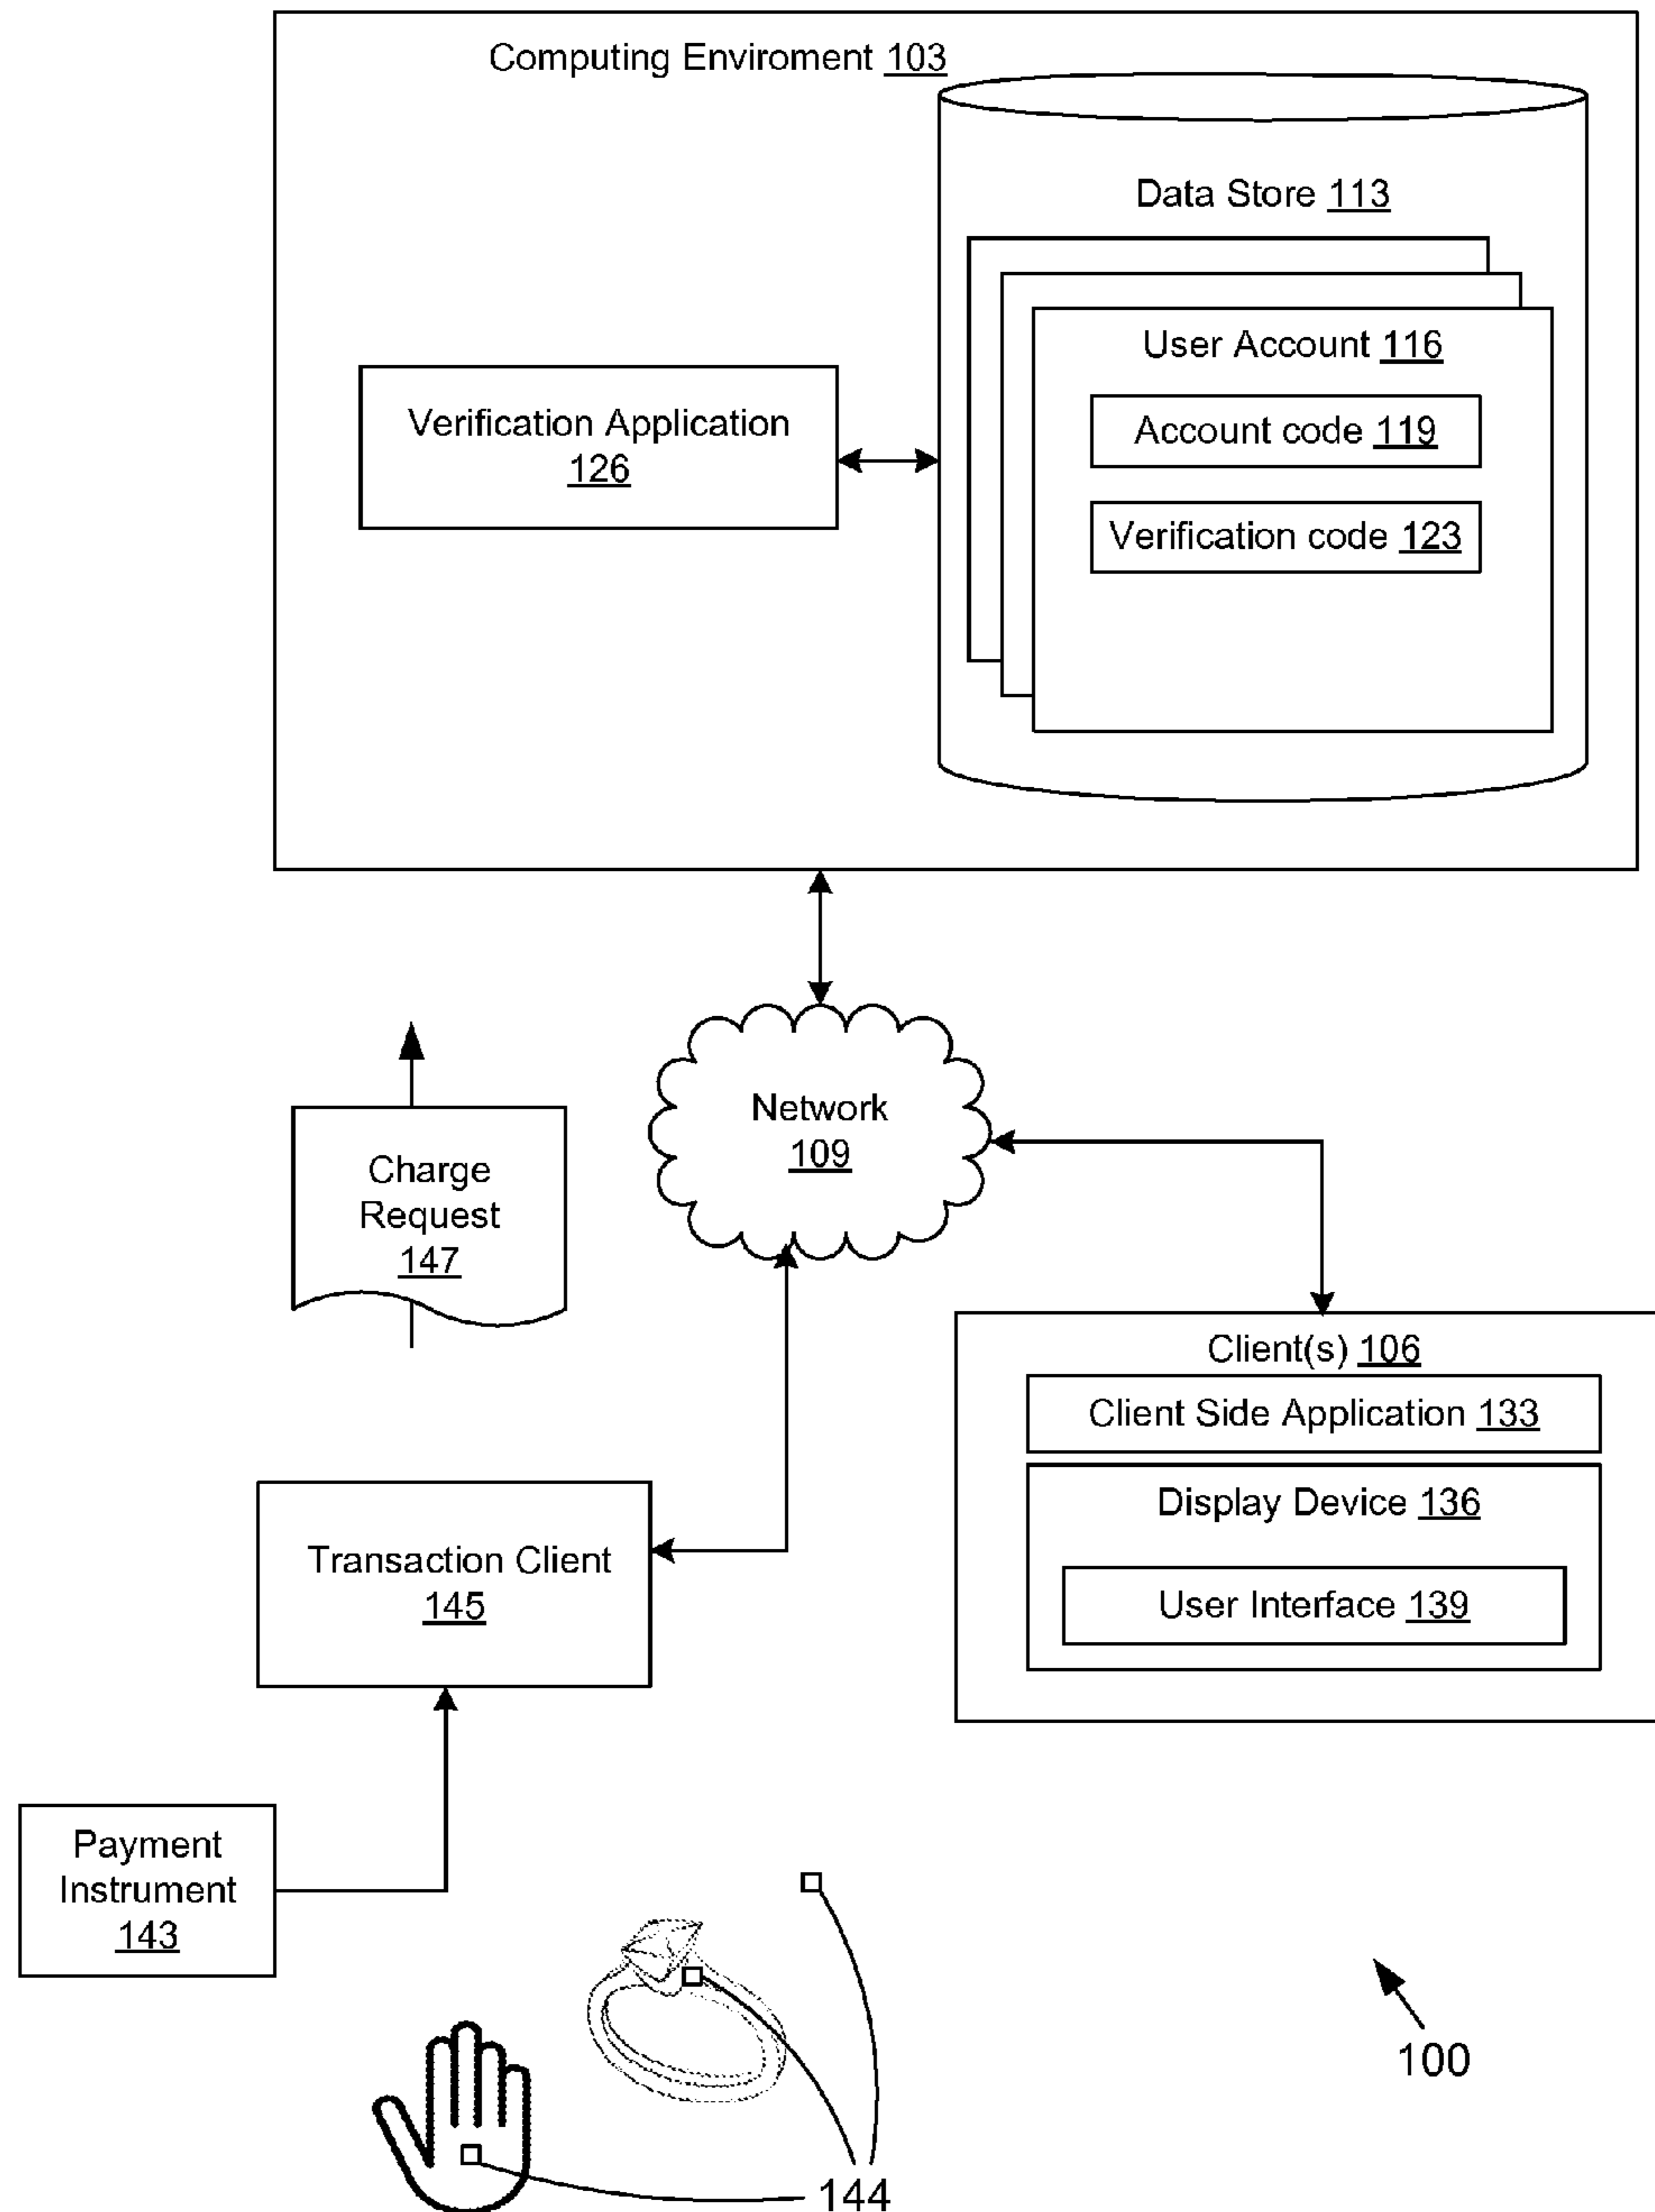 Computing Enviroment 103
Data Store 113
User Account 116
Account code 119
Verification code 123
Verification Application
126
Network
109
Charge
Request
147
Client(s) 106
Client Side Application 133
Display Device 136
User Interface 139
Transaction Client
145
Payment
Instrument
143
100
144